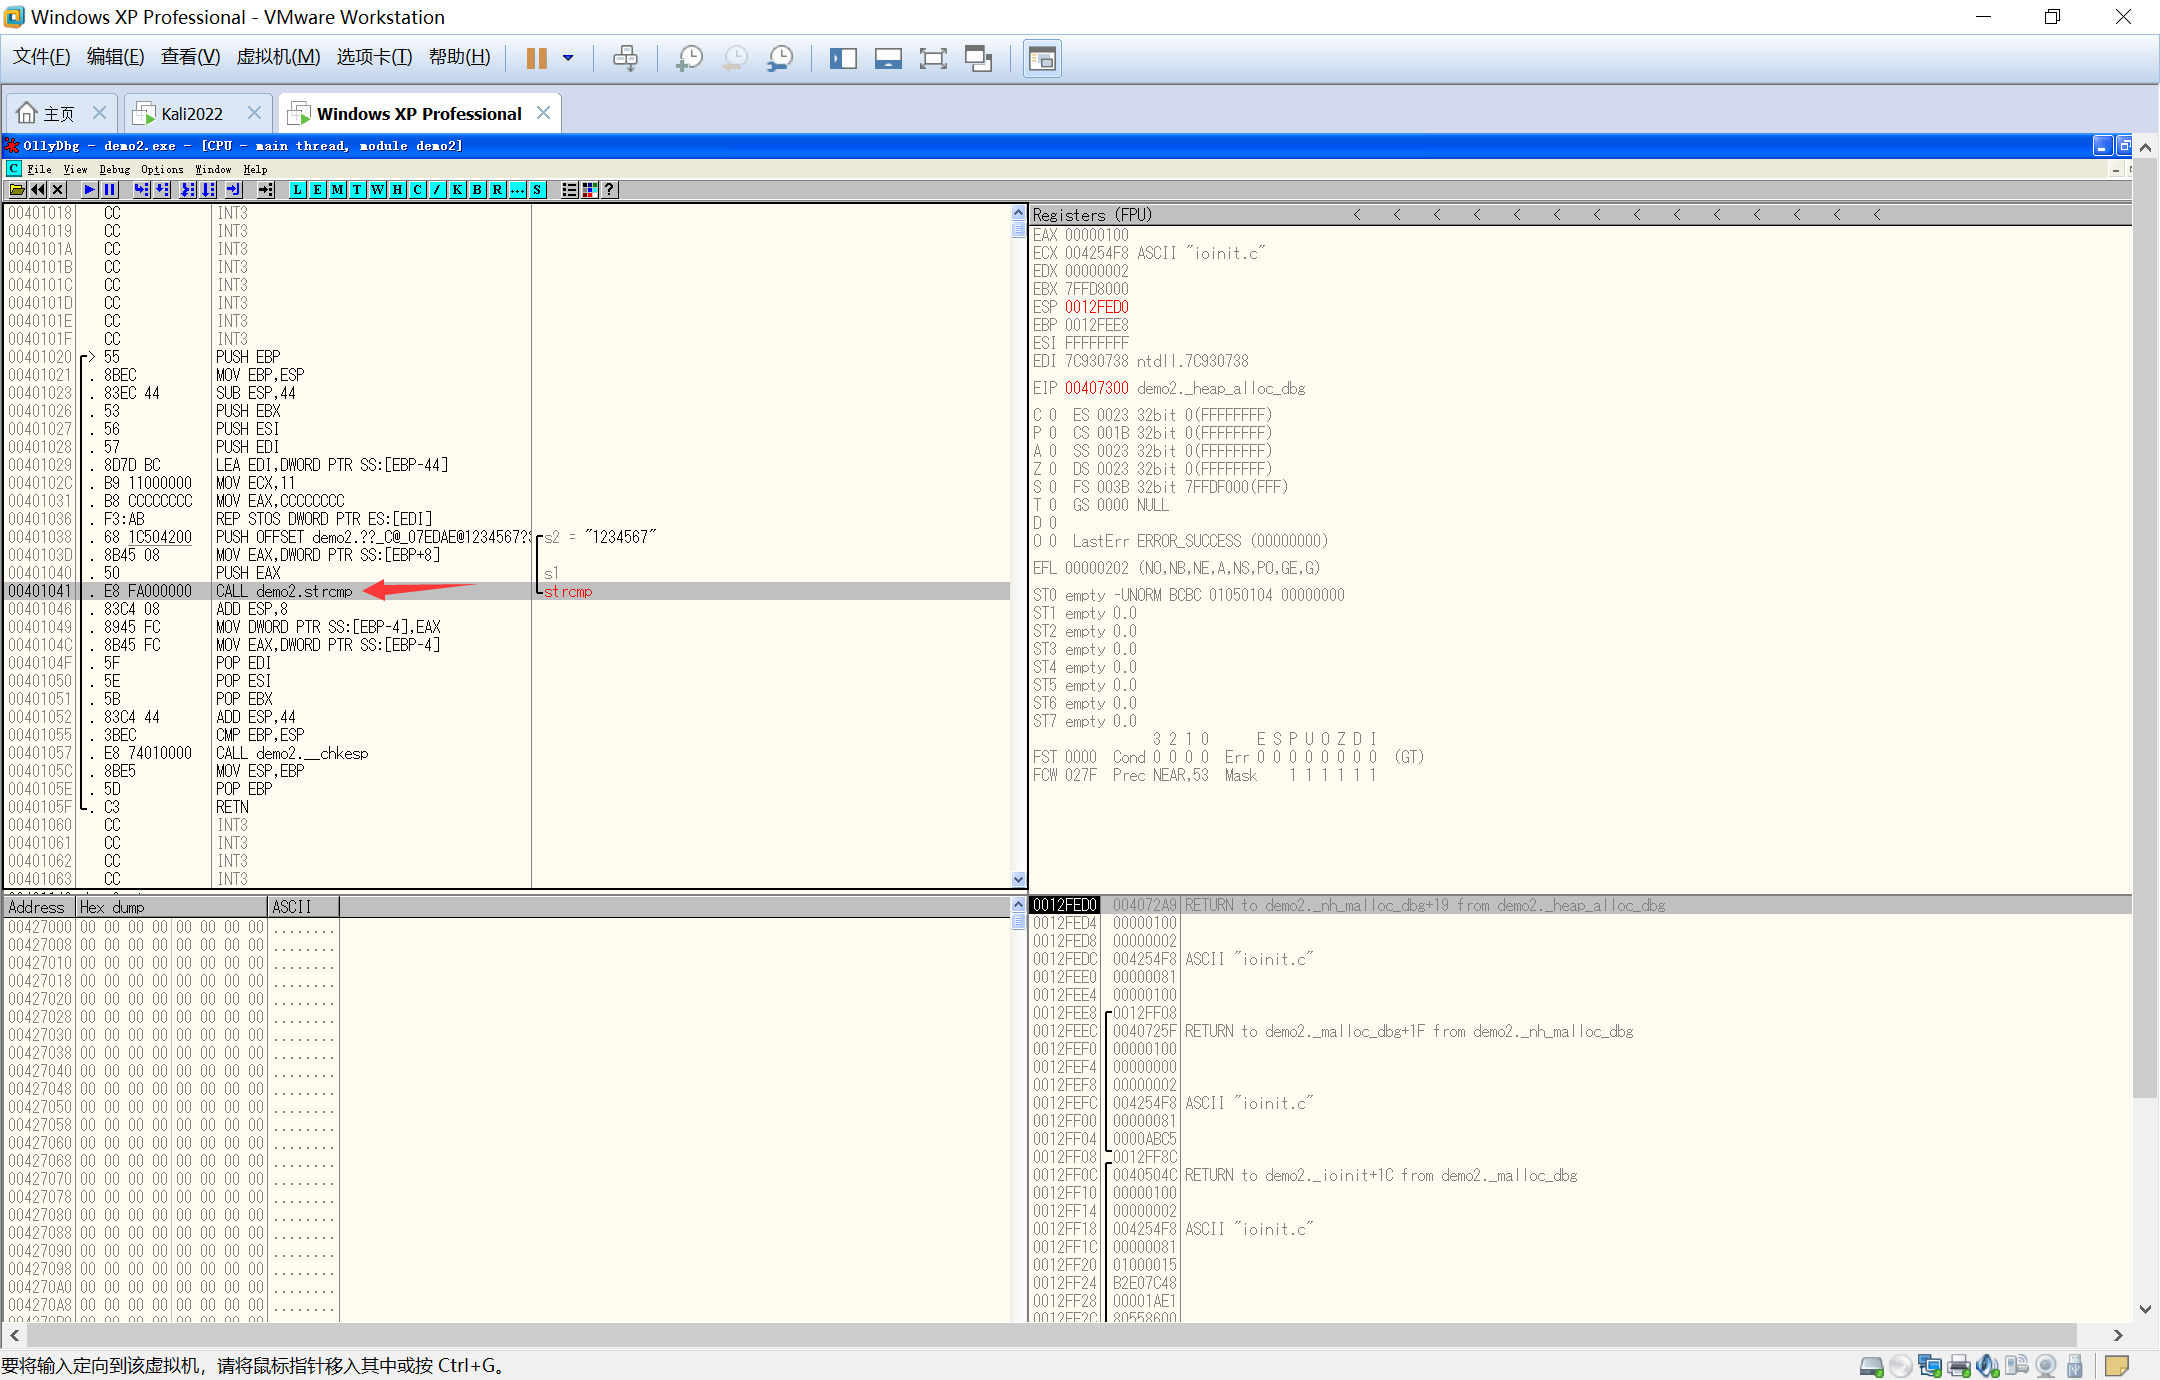 Windows XP Professional - VMware Workstation
文件(F) 编辑(E) 查看(V) 虚拟机(M) 选项卡(T) 帮助(H)
主页 Kali2022 Windows XP Professional
OllyDbg - demo2.exe - [CPU - main thread, module demo2]
C File View Debug Options Window Help
L E M T W H C / K B R ... S ?
00401018 CC INT3
00401019 CC INT3
0040101A CC INT3
0040101B CC INT3
0040101C CC INT3
0040101D CC INT3
0040101E CC INT3
0040101F CC INT3
00401020 > 55 PUSH EBP
00401021 . 8BEC MOV EBP,ESP
00401023 . 83EC 44 SUB ESP,44
00401026 . 53 PUSH EBX
00401027 . 56 PUSH ESI
00401028 . 57 PUSH EDI
00401029 . 8D7D BC LEA EDI,DWORD PTR SS:[EBP-44]
0040102C . B9 11000000 MOV ECX,11
00401031 . B8 CCCCCCCC MOV EAX,CCCCCCCC
00401036 . F3:AB REP STOS DWORD PTR ES:[EDI]
00401038 . 68 1C504200 PUSH OFFSET demo2.??_C@_07EDAE@1234567? s2 = "1234567"
0040103D . 8B45 08 MOV EAX,DWORD PTR SS:[EBP+8]
00401040 . 50 PUSH EAX s1
00401041 . E8 FA000000 CALL demo2.strcmp strcmp
00401046 . 83C4 08 ADD ESP,8
00401049 . 8945 FC MOV DWORD PTR SS:[EBP-4],EAX
0040104C . 8B45 FC MOV EAX,DWORD PTR SS:[EBP-4]
0040104F . 5F POP EDI
00401050 . 5E POP ESI
00401051 . 5B POP EBX
00401052 . 83C4 44 ADD ESP,44
00401055 . 3BEC CMP EBP,ESP
00401057 . E8 74010000 CALL demo2.__chkesp
0040105C . 8BE5 MOV ESP,EBP
0040105E . 5D POP EBP
0040105F . C3 RETN
00401060 CC INT3
00401061 CC INT3
00401062 CC INT3
00401063 CC INT3
Registers (FPU) < < < < < < < < < < < < < <
EAX 00000100
ECX 004254F8 ASCII "ioinit.c"
EDX 00000002
EBX 7FFD8000
ESP 0012FED0
EBP 0012FEE8
ESI FFFFFFFF
EDI 7C930738 ntdll.7C930738
EIP 00407300 demo2._heap_alloc_dbg
C 0 ES 0023 32bit 0(FFFFFFFF)
P 0 CS 001B 32bit 0(FFFFFFFF)
A 0 SS 0023 32bit 0(FFFFFFFF)
Z 0 DS 0023 32bit 0(FFFFFFFF)
S 0 FS 003B 32bit 7FFDF000(FFF)
T 0 GS 0000 NULL
D 0
O 0 LastErr ERROR_SUCCESS (00000000)
EFL 00000202 (NO,NB,NE,A,NS,PO,GE,G)
ST0 empty -UNORM BCBC 01050104 00000000
ST1 empty 0.0
ST2 empty 0.0
ST3 empty 0.0
ST4 empty 0.0
ST5 empty 0.0
ST6 empty 0.0
ST7 empty 0.0
3 2 1 0 E S P U O Z D I
FST 0000 Cond 0 0 0 0 Err 0 0 0 0 0 0 0 0 (GT)
FCW 027F Prec NEAR,53 Mask 1 1 1 1 1 1
Address Hex dump ASCII
00427000 00 00 00 00 00 00 00 00 ........
00427008 00 00 00 00 00 00 00 00 ........
00427010 00 00 00 00 00 00 00 00 ........
00427018 00 00 00 00 00 00 00 00 ........
00427020 00 00 00 00 00 00 00 00 ........
00427028 00 00 00 00 00 00 00 00 ........
00427030 00 00 00 00 00 00 00 00 ........
00427038 00 00 00 00 00 00 00 00 ........
00427040 00 00 00 00 00 00 00 00 ........
00427048 00 00 00 00 00 00 00 00 ........
00427050 00 00 00 00 00 00 00 00 ........
00427058 00 00 00 00 00 00 00 00 ........
00427060 00 00 00 00 00 00 00 00 ........
00427068 00 00 00 00 00 00 00 00 ........
00427070 00 00 00 00 00 00 00 00 ........
00427078 00 00 00 00 00 00 00 00 ........
00427080 00 00 00 00 00 00 00 00 ........
00427088 00 00 00 00 00 00 00 00 ........
00427090 00 00 00 00 00 00 00 00 ........
00427098 00 00 00 00 00 00 00 00 ........
004270A0 00 00 00 00 00 00 00 00 ........
004270A8 00 00 00 00 00 00 00 00 ........
0012FED0 004072A9 RETURN to demo2._nh_malloc_dbg+19 from demo2._heap_alloc_dbg
0012FED4 00000100
0012FED8 00000002
0012FEDC 004254F8 ASCII "ioinit.c"
0012FEE0 00000081
0012FEE4 00000100
0012FEE8 0012FF08
0012FEEC 0040725F RETURN to demo2._malloc_dbg+1F from demo2._nh_malloc_dbg
0012FEF0 00000100
0012FEF4 00000000
0012FEF8 00000002
0012FEFC 004254F8 ASCII "ioinit.c"
0012FF00 00000081
0012FF04 0000ABC5
0012FF08 0012FF8C
0012FF0C 0040504C RETURN to demo2._ioinit+1C from demo2._malloc_dbg
0012FF10 00000100
0012FF14 00000002
0012FF18 004254F8 ASCII "ioinit.c"
0012FF1C 00000081
0012FF20 01000015
0012FF24 B2E07C48
0012FF28 00001AE1
0012FF2C 80558600
要将输入定向到该虚拟机，请将鼠标指针移入其中或按 Ctrl+G。